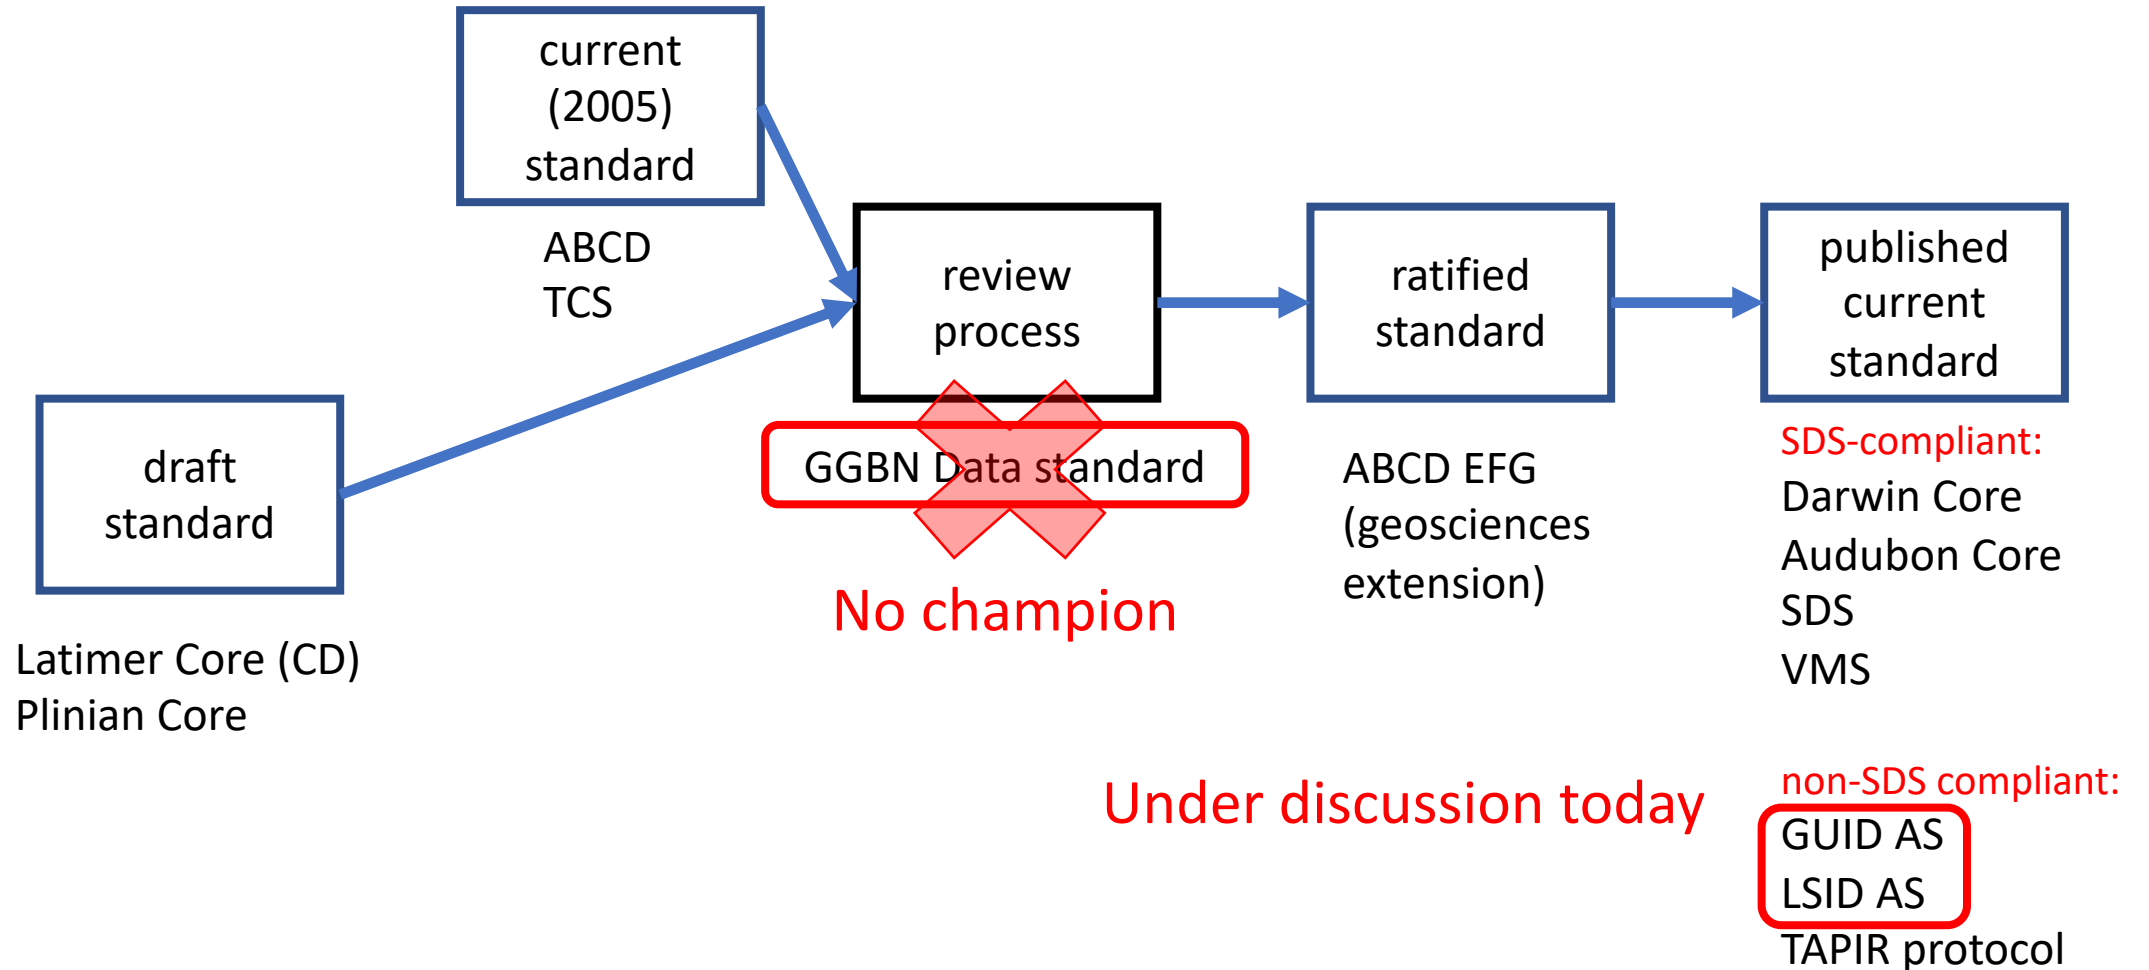 current
(2005)
standard
ABCD
TCS
draft
standard
Latimer Core (CD)
Plinian Core
review
process
GGBN Data standard
No champion
ratified
standard
ABCD EFG
(geosciences
extension)
published
current
standard
SDS-compliant:
Darwin Core
Audubon Core
SDS
VMS
Under discussion today
non-SDS compliant:
GUID AS
LSID AS
TAPIR protocol